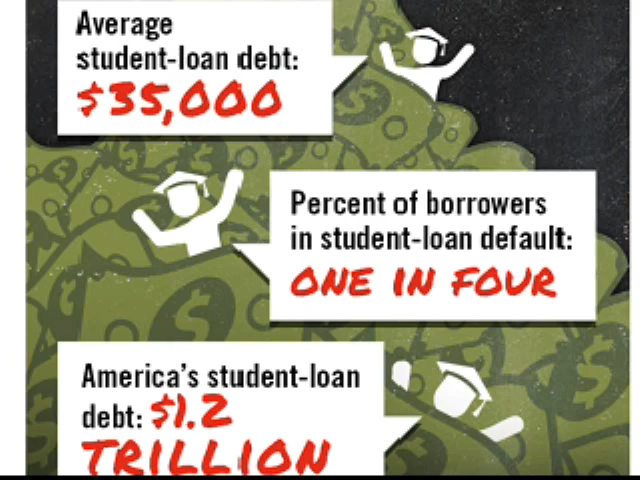 Average
student-loan debt:
$35,000
Percent of borrowers
in student-loan default:
ONE IN FOUR
America's student-loan
debt: $1.2
TRILLION